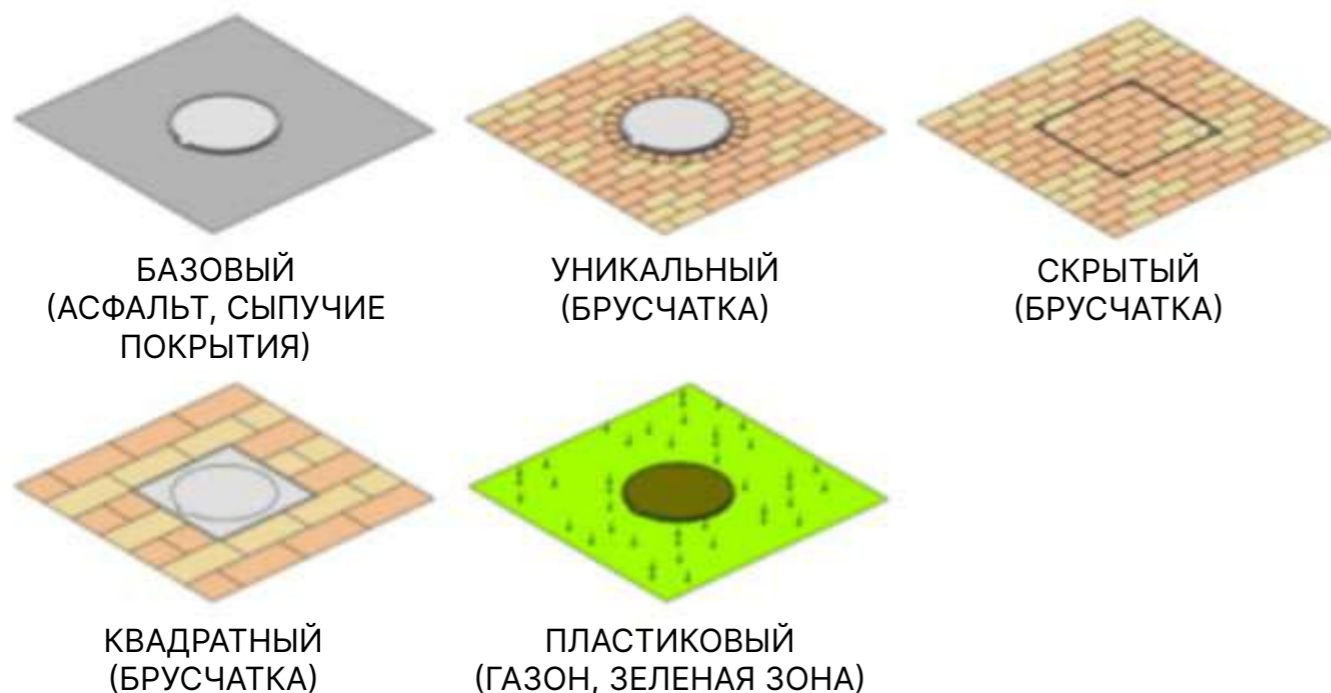 БАЗОВЫЙ
(АСФАЛЬТ, СЫПУЧИЕ
ПОКРЫТИЯ)
УНИКАЛЬНЫЙ
(БРУСЧАТКА)
СКРЫТЫЙ
(БРУСЧАТКА)
КВАДРАТНЫЙ
(БРУСЧАТКА)
ПЛАСТИКОВЫЙ
(ГАЗОН, ЗЕЛЕНАЯ ЗОНА)